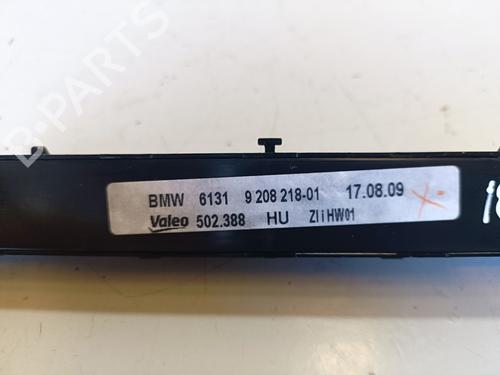 B-PARTS
BMW 6131 9 208 218-01 17.08.09
Valeo 502.388 HU ZIiHW01